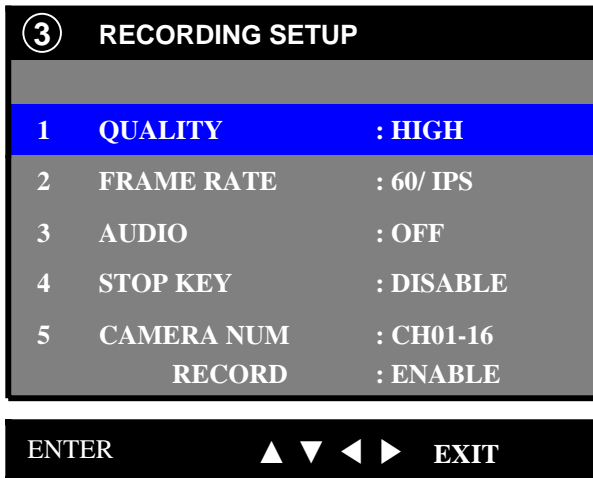 ③ RECORDING SETUP
1 QUALITY : HIGH
2 FRAME RATE : 60/ IPS
3 AUDIO : OFF
4 STOP KEY : DISABLE
5 CAMERA NUM : CH01-16
RECORD : ENABLE
ENTER ▲ ▼ ◀ ▶ EXIT